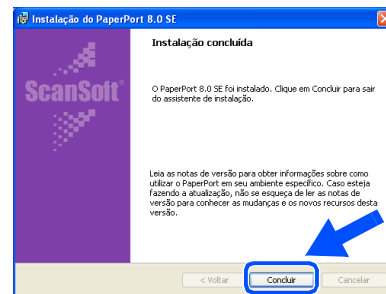 Instalação do PaperPort 8.0 SE
Instalação concluída
ScanSoft
O PaperPort 8.0 SE foi instalado. Clique em Concluir para sair
do assistente de instalação.
Leia as notas de versão para obter informações sobre como
utilizar o PaperPort em seu ambiente específico. Caso esteja
fazendo a atualização, não se esqueça de ler as notas de
versão para conhecer as mudanças e os novos recursos desta
versão.
< Voltar
Concluir
Cancelar